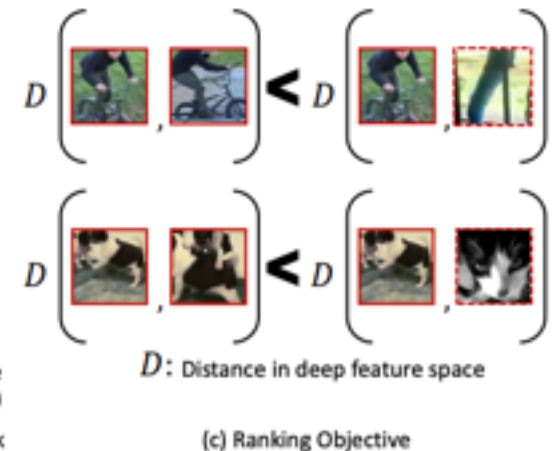 D ( , ) < D ( , )
D ( , ) < D ( , )
D: Distance in deep feature space
(c) Ranking Objective